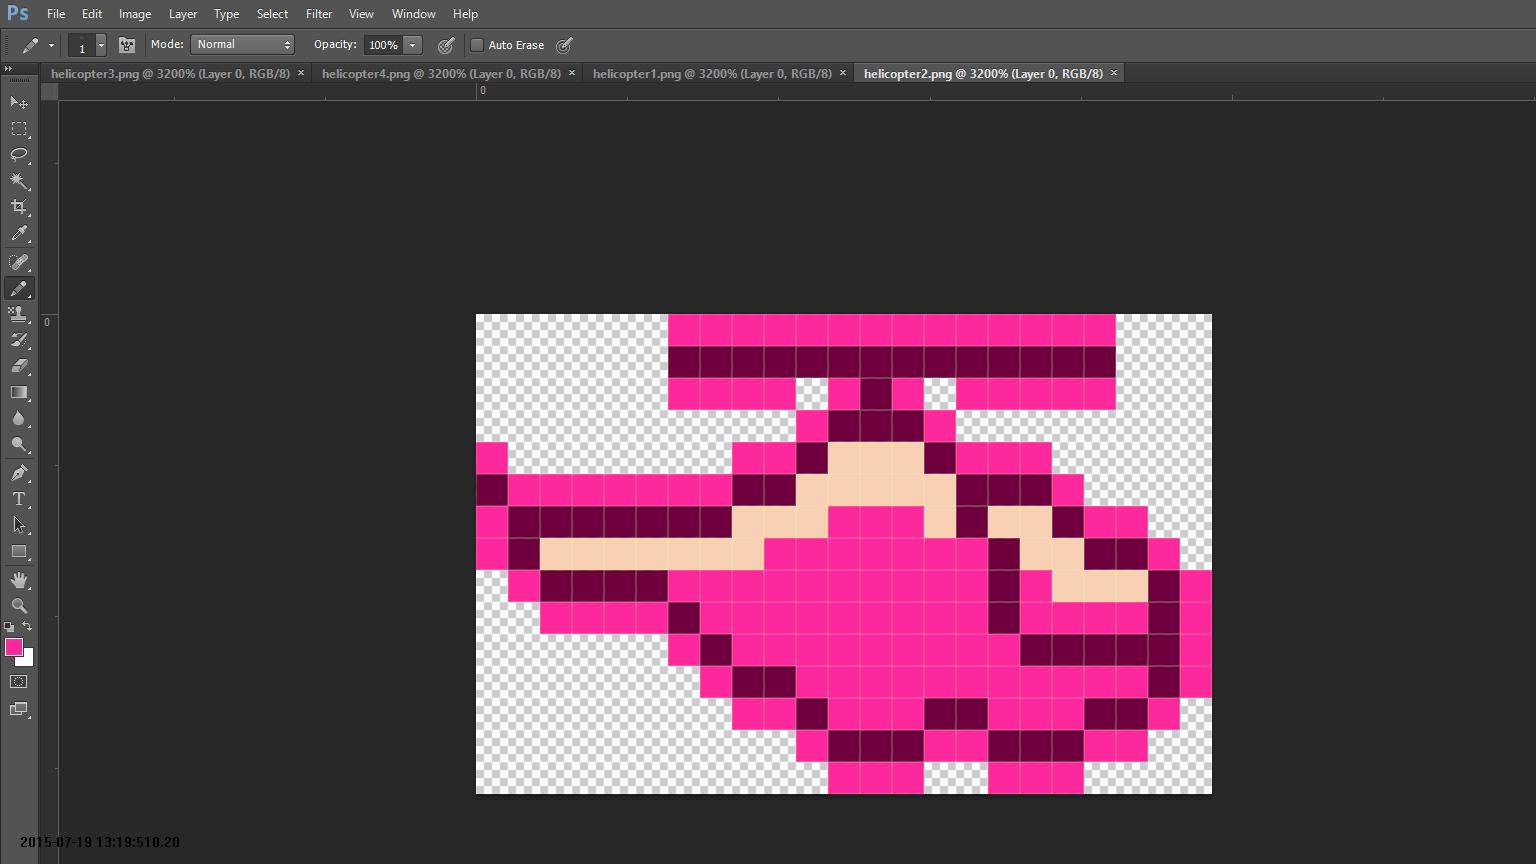 Ps File Edit Image Layer Type Select Filter View Window Help
1 Mode: Normal Opacity: 100% Auto Erase
helicopter3.png @ 3200% (Layer 0, RGB/8) × helicopter4.png @ 3200% (Layer 0, RGB/8) × helicopter1.png @ 3200% (Layer 0, RGB/8) × helicopter2.png @ 3200% (Layer 0, RGB/8) ×
0
0
T
2015-07-19 13:19:510.20